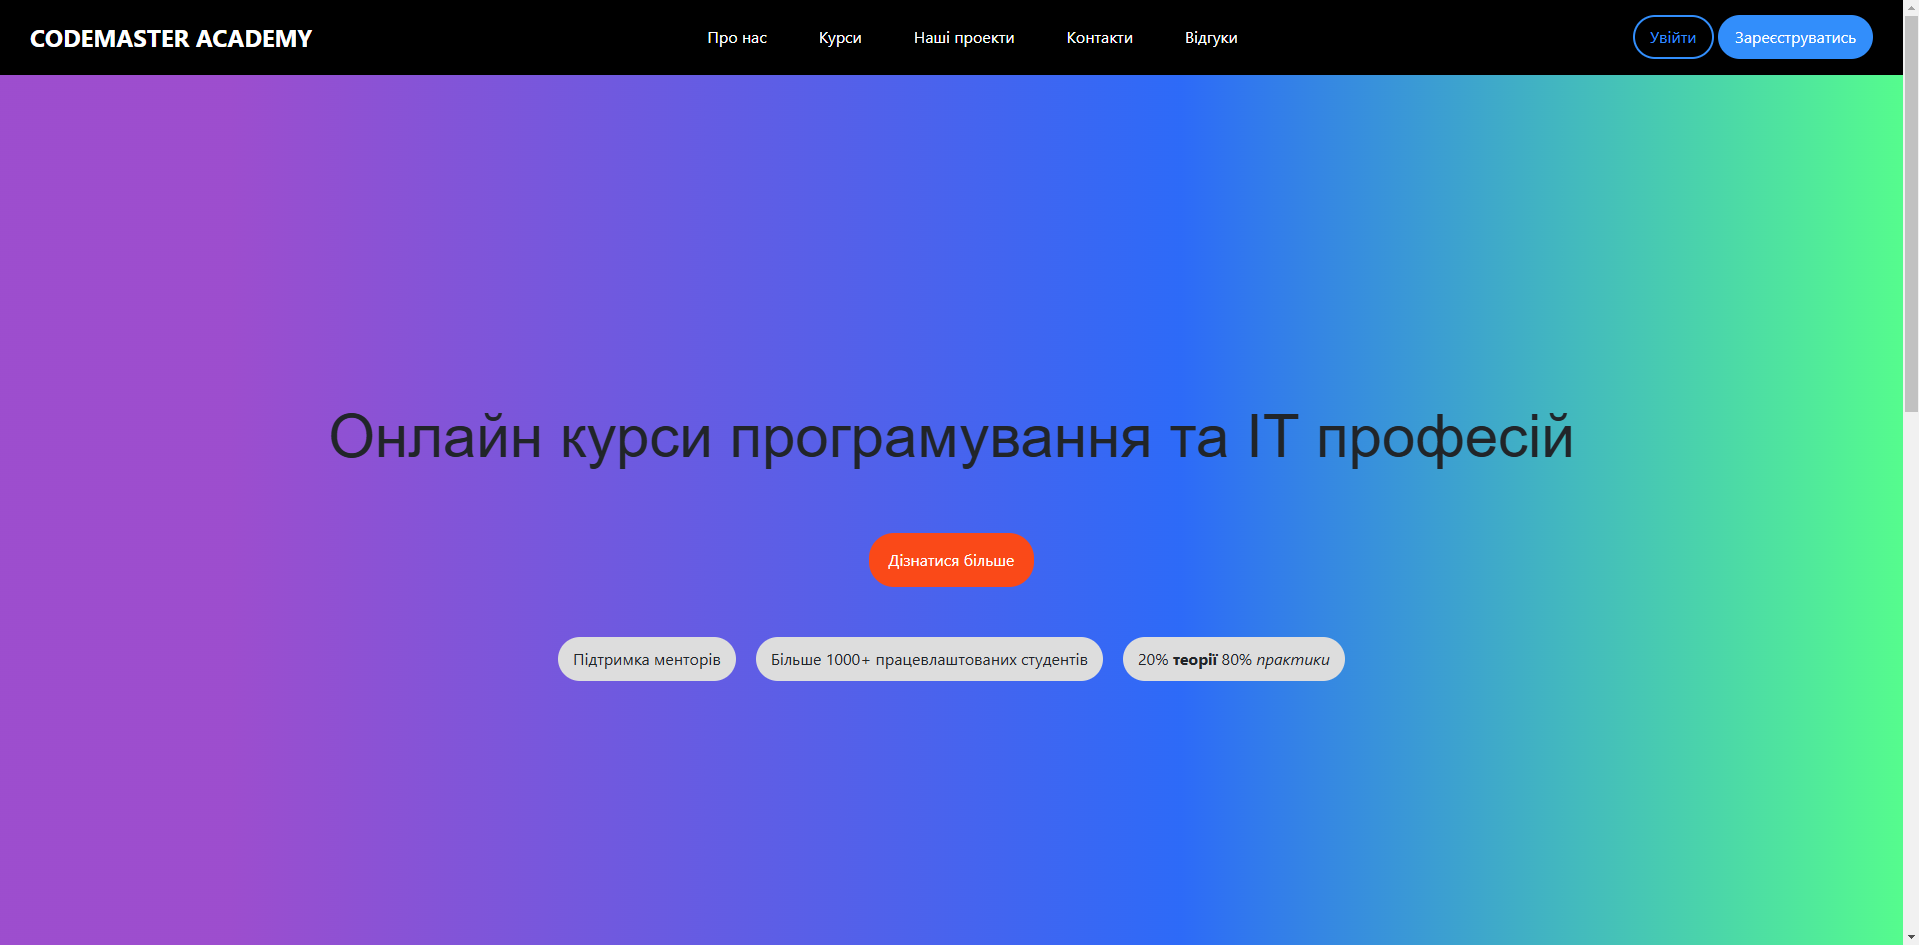 CODEMASTER ACADEMY Про нас Курси Наші проекти Контакти Відгуки Увійти Зареєструватись
Онлайн курси програмування та ІТ професій
Дізнатися більше
Підтримка менторів Більше 1000+ працевлаштованих студентів 20% теорії 80% практики